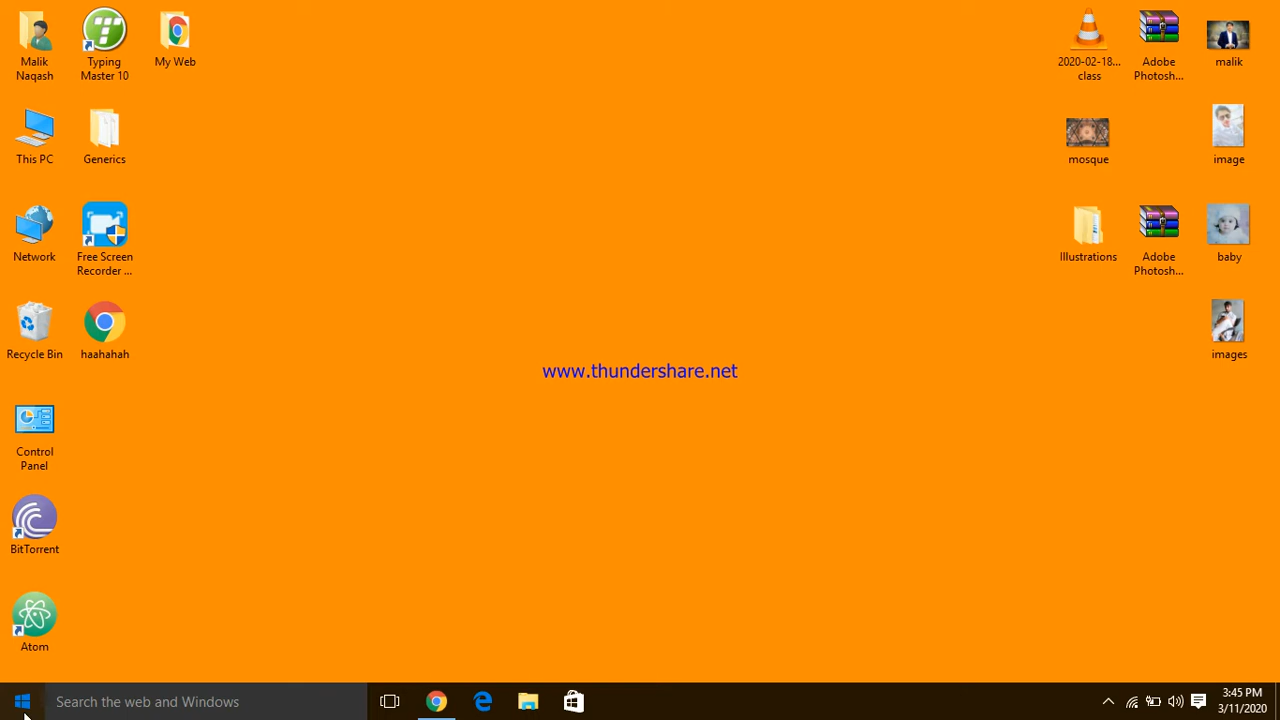 Malik
Naqash
Typing
Master 10
My Web
This PC
Generics
Network
Free Screen
Recorder ...
Recycle Bin
haahahah
Control
Panel
BitTorrent
Atom
2020-02-18...
class
Adobe
Photosh...
malik
mosque
image
Illustrations
Adobe
Photosh...
baby
images
www.thundershare.net
Search the web and Windows
3:45 PM
3/11/2020